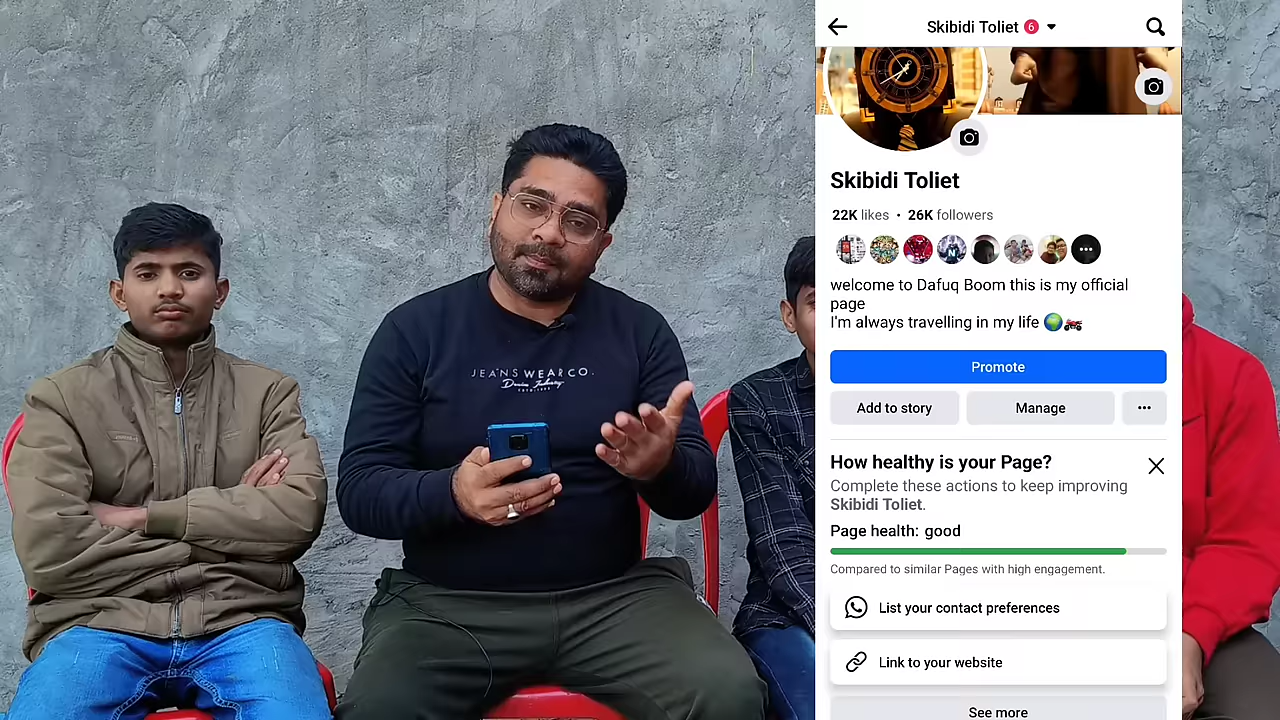 Skibidi Toliet 6
Skibidi Toliet
22K likes • 26K followers
welcome to Dafuq Boom this is my official
page
I'm always travelling in my life 🌍🏍️
Promote
Add to story
Manage
How healthy is your Page?
Complete these actions to keep improving
Skibidi Toliet.
Page health: good
Compared to similar Pages with high engagement.
List your contact preferences
Link to your website
See more
JEANS WEAR CO.